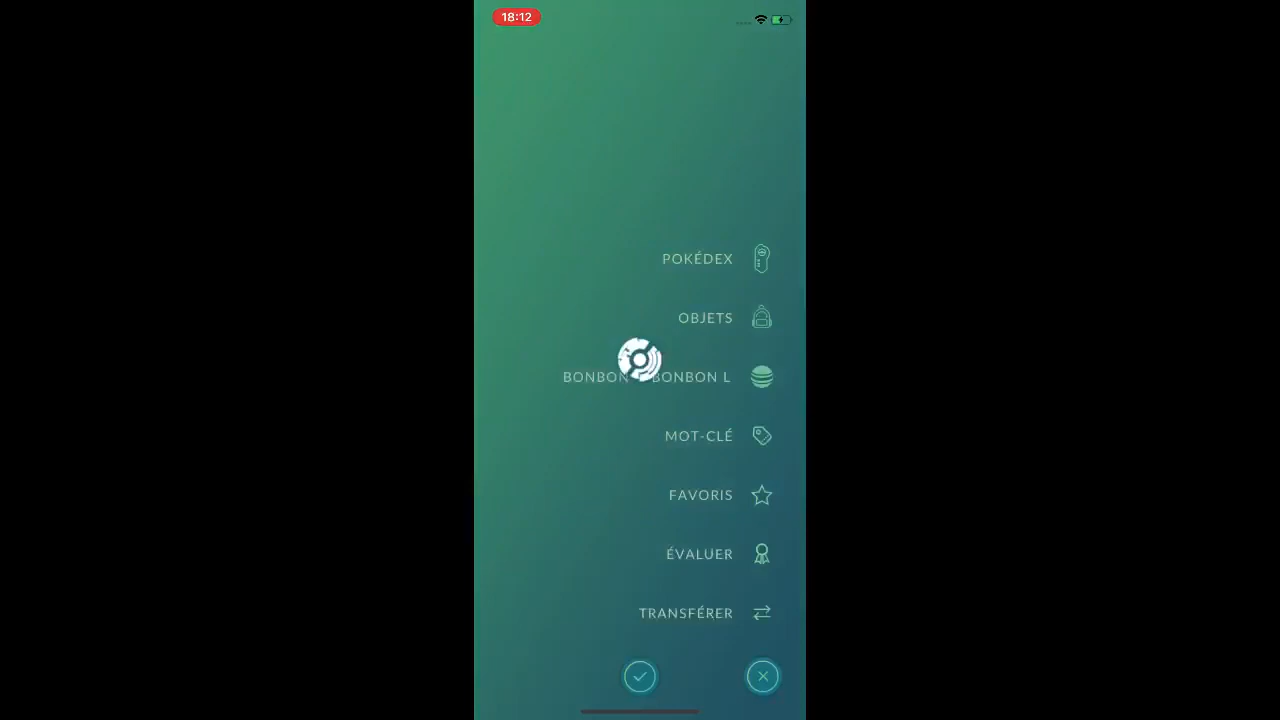 18:12
POKÉDEX
OBJETS
BONBON BONBON L
MOT-CLÉ
FAVORIS
ÉVALUER
TRANSFÉRER